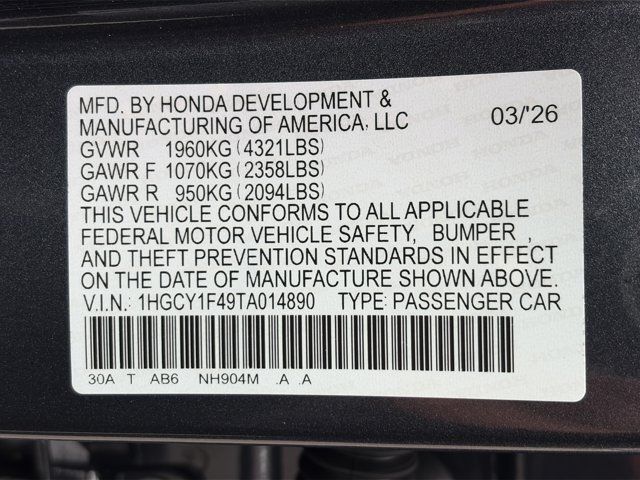 MFD. BY HONDA DEVELOPMENT &
MANUFACTURING OF AMERICA, LLC 03/'26
GVWR 1960KG (4321LBS)
GAWR F 1070KG (2358LBS)
GAWR R 950KG (2094LBS)
THIS VEHICLE CONFORMS TO ALL APPLICABLE
FEDERAL MOTOR VEHICLE SAFETY, BUMPER ,
AND THEFT PREVENTION STANDARDS IN EFFECT
ON THE DATE OF MANUFACTURE SHOWN ABOVE.
V.I.N.: 1HGCY1F49TA014890 TYPE: PASSENGER CAR
30A T AB6 NH904M .A .A